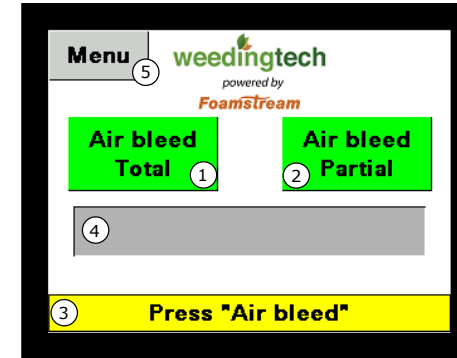 Menu
5
weedingtech
powered by
Foamstream
Air bleed
Total
1
Air bleed
2
Partial
4
3
Press "Air bleed"